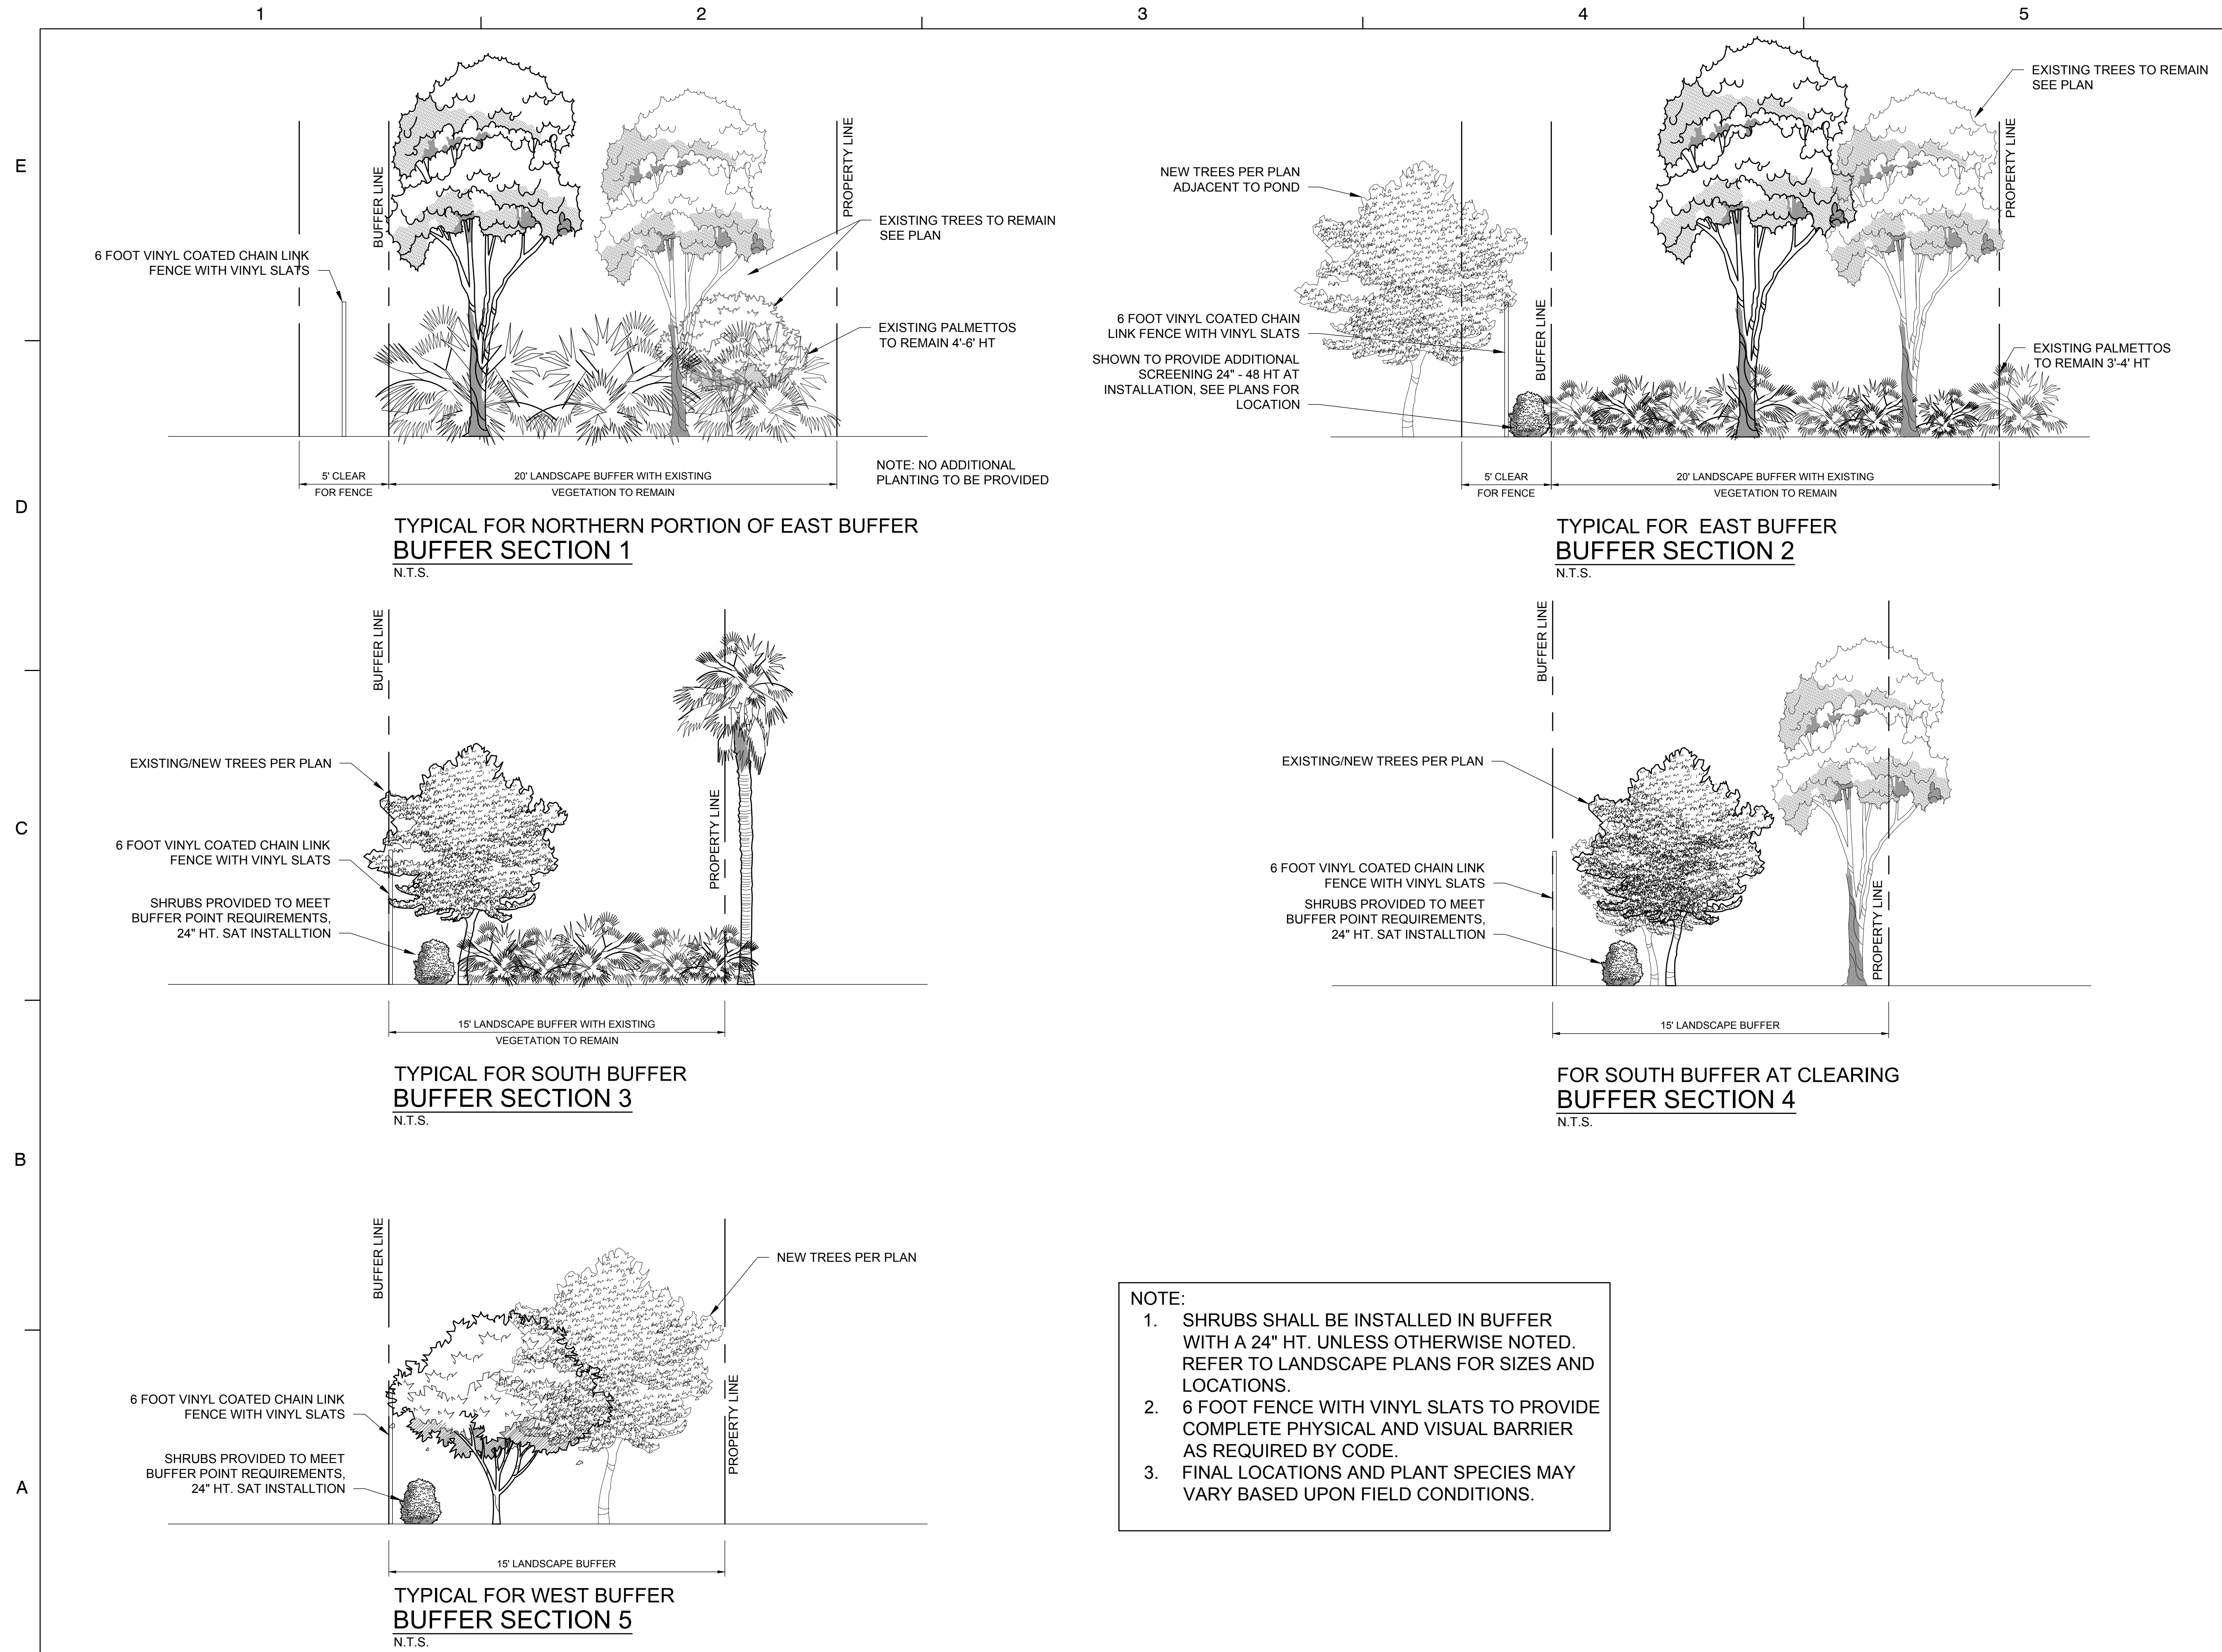 1
2
3
4
5
E
D
C
B
A
BUFFER LINE
PROPERTY LINE
6 FOOT VINYL COATED CHAIN LINK
FENCE WITH VINYL SLATS
EXISTING TREES TO REMAIN
SEE PLAN
EXISTING PALMETTOS
TO REMAIN 4'-6' HT
5' CLEAR
FOR FENCE
20' LANDSCAPE BUFFER WITH EXISTING
VEGETATION TO REMAIN
NOTE: NO ADDITIONAL
PLANTING TO BE PROVIDED
TYPICAL FOR NORTHERN PORTION OF EAST BUFFER
BUFFER SECTION 1
N.T.S.
EXISTING TREES TO REMAIN
SEE PLAN
PROPERTY LINE
NEW TREES PER PLAN
ADJACENT TO POND
6 FOOT VINYL COATED CHAIN
LINK FENCE WITH VINYL SLATS
BUFFER LINE
SHOWN TO PROVIDE ADDITIONAL
SCREENING 24" - 48 HT AT
INSTALLATION, SEE PLANS FOR
LOCATION
EXISTING PALMETTOS
TO REMAIN 3'-4' HT
5' CLEAR
FOR FENCE
20' LANDSCAPE BUFFER WITH EXISTING
VEGETATION TO REMAIN
TYPICAL FOR EAST BUFFER
BUFFER SECTION 2
N.T.S.
BUFFER LINE
EXISTING/NEW TREES PER PLAN
PROPERTY LINE
6 FOOT VINYL COATED CHAIN LINK
FENCE WITH VINYL SLATS
SHRUBS PROVIDED TO MEET
BUFFER POINT REQUIREMENTS,
24" HT. SAT INSTALLTION
15' LANDSCAPE BUFFER WITH EXISTING
VEGETATION TO REMAIN
TYPICAL FOR SOUTH BUFFER
BUFFER SECTION 3
N.T.S.
BUFFER LINE
EXISTING/NEW TREES PER PLAN
6 FOOT VINYL COATED CHAIN LINK
FENCE WITH VINYL SLATS
SHRUBS PROVIDED TO MEET
BUFFER POINT REQUIREMENTS,
24" HT. SAT INSTALLTION
PROPERTY LINE
15' LANDSCAPE BUFFER
FOR SOUTH BUFFER AT CLEARING
BUFFER SECTION 4
N.T.S.
BUFFER LINE
NEW TREES PER PLAN
6 FOOT VINYL COATED CHAIN LINK
FENCE WITH VINYL SLATS
PROPERTY LINE
SHRUBS PROVIDED TO MEET
BUFFER POINT REQUIREMENTS,
24" HT. SAT INSTALLTION
15' LANDSCAPE BUFFER
TYPICAL FOR WEST BUFFER
BUFFER SECTION 5
N.T.S.
NOTE:
1. SHRUBS SHALL BE INSTALLED IN BUFFER
WITH A 24" HT. UNLESS OTHERWISE NOTED.
REFER TO LANDSCAPE PLANS FOR SIZES AND
LOCATIONS.
2. 6 FOOT FENCE WITH VINYL SLATS TO PROVIDE
COMPLETE PHYSICAL AND VISUAL BARRIER
AS REQUIRED BY CODE.
3. FINAL LOCATIONS AND PLANT SPECIES MAY
VARY BASED UPON FIELD CONDITIONS.